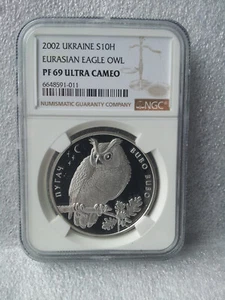 2002 UKRAINE S10H
EURASIAN EAGLE OWL
PF 69 ULTRA CAMEO
6648591-011
NUMISMATIC GUARANTY COMPANY
NGC
ПУГАЧ
BUBO BUBO